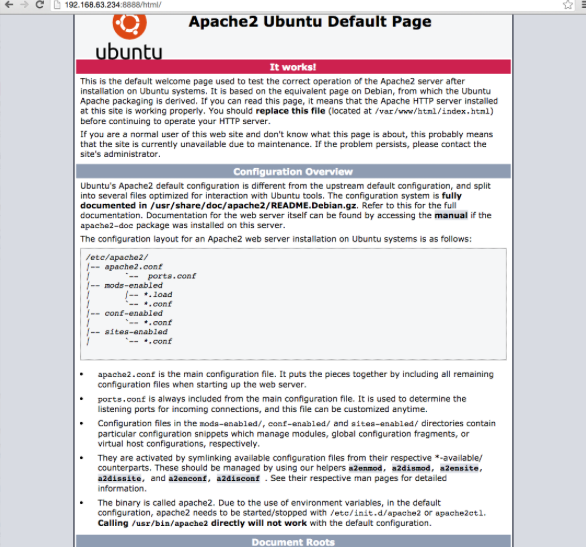 192.168.63.234:8888/html/
Apache2 Ubuntu Default Page
ubuntu
It works!
This is the default welcome page used to test the correct operation of the Apache2 server after
installation on Ubuntu systems. It is based on the equivalent page on Debian, from which the Ubuntu
Apache packaging is derived. If you can read this page, it means that the Apache HTTP server installed
at this site is working properly. You should replace this file (located at /var/www/html/index.html)
before continuing to operate your HTTP server.
If you are a normal user of this web site and don't know what this page is about, this probably means
that the site is currently unavailable due to maintenance. If the problem persists, please contact the
site's administrator.
Configuration Overview
Ubuntu's Apache2 default configuration is different from the upstream default configuration, and split
into several files optimized for interaction with Ubuntu tools. The configuration system is fully
documented in /usr/share/doc/apache2/README.Debian.gz. Refer to this for the full
documentation. Documentation for the web server itself can be found by accessing the manual if the
apache2-doc package was installed on this server.
The configuration layout for an Apache2 web server installation on Ubuntu systems is as follows:
/etc/apache2/
|-- apache2.conf
|       `-- ports.conf
|-- mods-enabled
|       |-- *.load
|       `-- *.conf
|-- conf-enabled
|       `-- *.conf
|-- sites-enabled
|       `-- *.conf
• apache2.conf is the main configuration file. It puts the pieces together by including all remaining
configuration files when starting up the web server.
• ports.conf is always included from the main configuration file. It is used to determine the
listening ports for incoming connections, and this file can be customized anytime.
• Configuration files in the mods-enabled/, conf-enabled/ and sites-enabled/ directories contain
particular configuration snippets which manage modules, global configuration fragments, or
virtual host configurations, respectively.
• They are activated by symlinking available configuration files from their respective *-available/
counterparts. These should be managed by using our helpers a2enmod, a2dismod, a2ensite,
a2dissite, and a2enconf, a2disconf . See their respective man pages for detailed
information.
• The binary is called apache2. Due to the use of environment variables, in the default
configuration, apache2 needs to be started/stopped with /etc/init.d/apache2 or apache2ctl.
Calling /usr/bin/apache2 directly will not work with the default configuration.
Document Roots